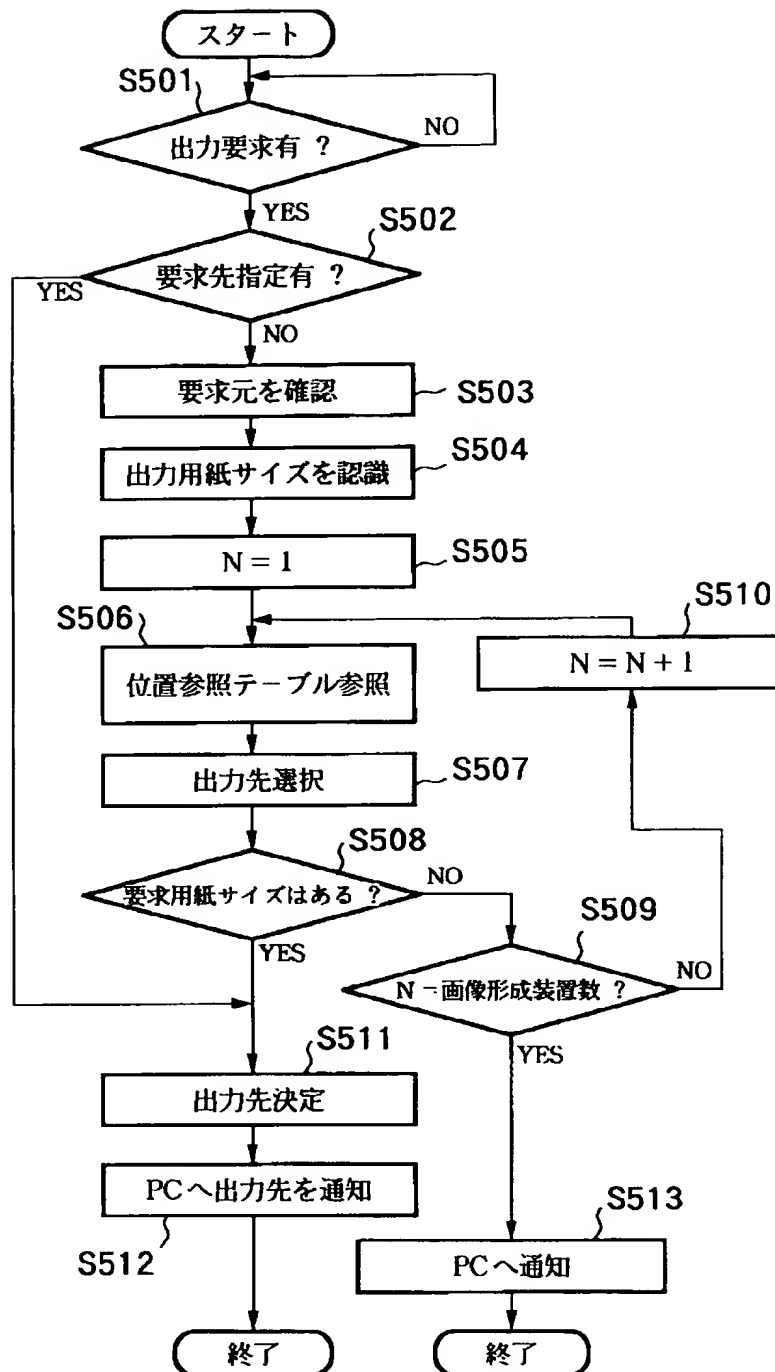 スタート
S501
出力要求有 ?
NO
YES
S502
要求先指定有 ?
YES
NO
要求元を確認
S503
出力用紙サイズを認識
S504
N = 1
S505
S506
位置参照テーブル参照
S510
N = N + 1
出力先選択
S507
S508
要求用紙サイズはある ?
NO
YES
S509
N =画像形成装置数 ?
NO
YES
S511
出力先決定
PCへ出力先を通知
S512
S513
PCへ通知
終了
終了